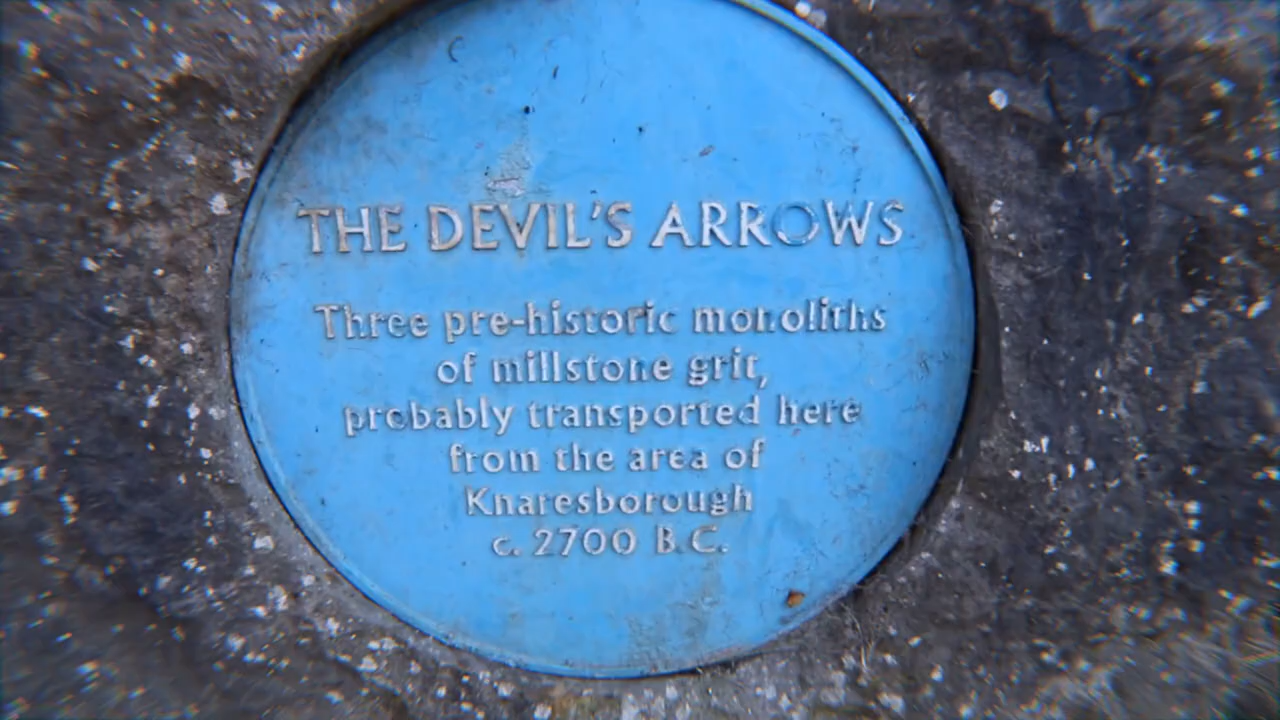 THE DEVIL'S ARROWS
Three pre-historic monoliths
of millstone grit,
probably transported here
from the area of
Knaresborough
c. 2700 B.C.